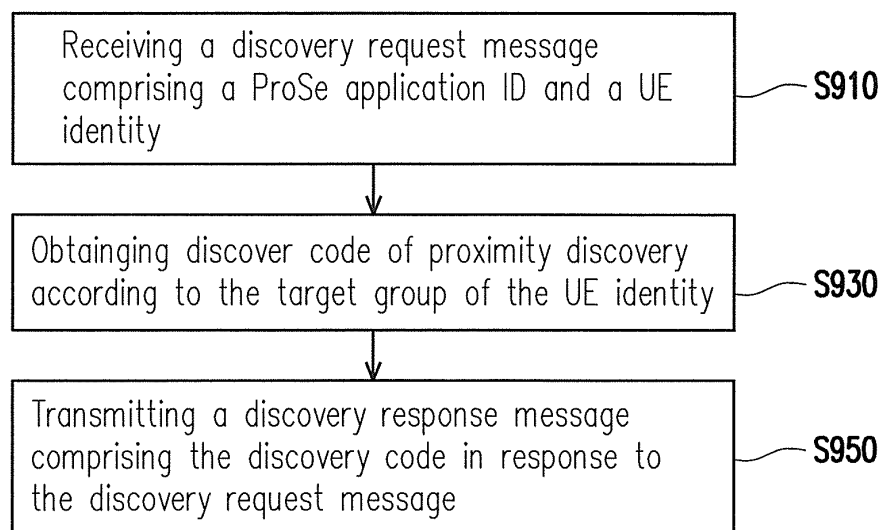 Receiving a discovery request message
comprising a ProSe application ID and a UE
identity
S910
Obtainging discover code of proximity discovery
according to the target group of the UE identity
S930
Transmitting a discovery response message
comprising the discovery code in response to
the discovery request message
S950